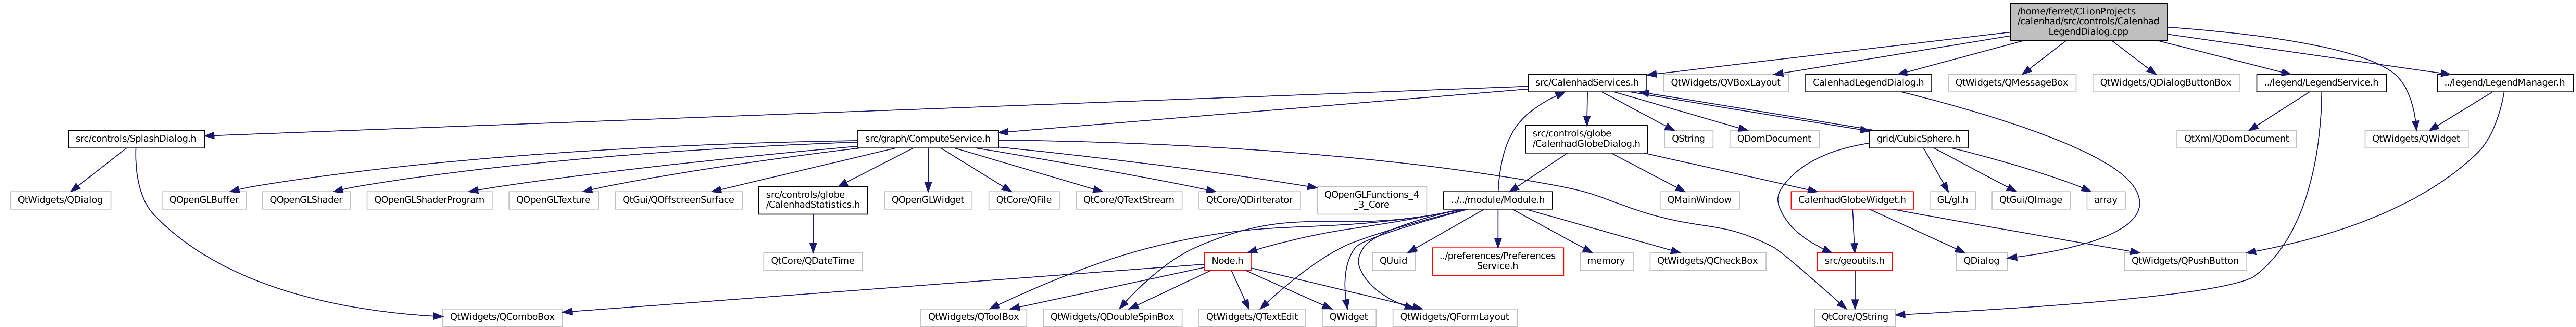 /home/ferret/CLionProjects
/calenhad/src/controls/Calenhad
LegendDialog.cpp
src/CalenhadServices.h
QtWidgets/QVBoxLayout
CalenhadLegendDialog.h
QtWidgets/QMessageBox
QtWidgets/QDialogButtonBox
../legend/LegendService.h
../legend/LegendManager.h
src/controls/SplashDialog.h
src/graph/ComputeService.h
src/controls/globe
/CalenhadGlobeDialog.h
QString
QDomDocument
grid/CubicSphere.h
QtXml/QDomDocument
QtWidgets/QWidget
QtWidgets/QDialog
QOpenGLBuffer
QOpenGLShader
QOpenGLShaderProgram
QOpenGLTexture
QtGui/QOffscreenSurface
src/controls/globe
/CalenhadStatistics.h
QOpenGLWidget
QtCore/QFile
QtCore/QTextStream
QtCore/QDirIterator
QOpenGLFunctions_4
_3_Core
../../module/Module.h
QMainWindow
CalenhadGlobeWidget.h
GL/gl.h
QtGui/QImage
array
QtCore/QDateTime
Node.h
QUuid
../preferences/Preferences
Service.h
memory
QtWidgets/QCheckBox
src/geoutils.h
QDialog
QtWidgets/QPushButton
QtWidgets/QComboBox
QtWidgets/QToolBox
QtWidgets/QDoubleSpinBox
QtWidgets/QTextEdit
QWidget
QtWidgets/QFormLayout
QtCore/QString